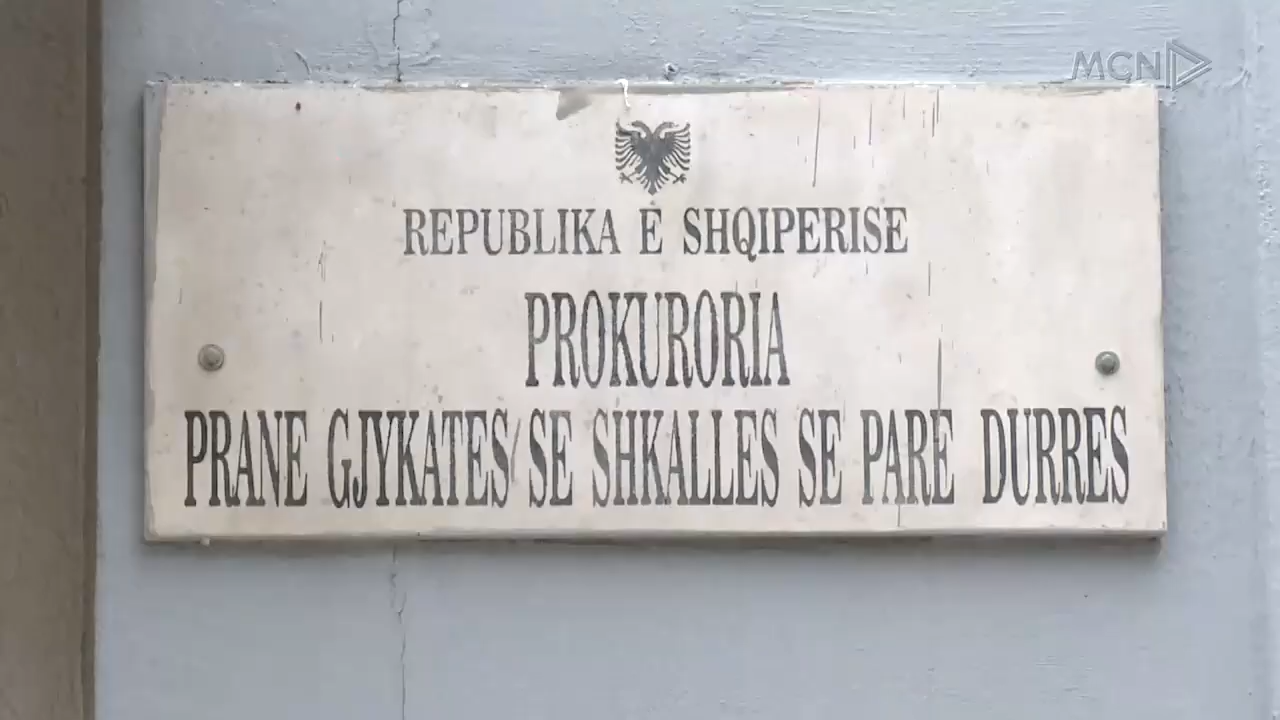 MCN
REPUBLIKA E SHQIPERISE
PROKURORIA
PRANE GJYKATES SE SHKALLES SE PARE DURRES